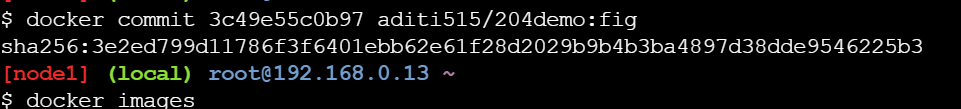 $ docker commit 3c49e55c0b97 aditi515/204demo:fig
sha256:3e2ed799d11786f3f6401ebb62e61f28d2029b9b4b3ba4897d38dde9546225b3
[node1] (local) root@192.168.0.13 ~
$ docker images